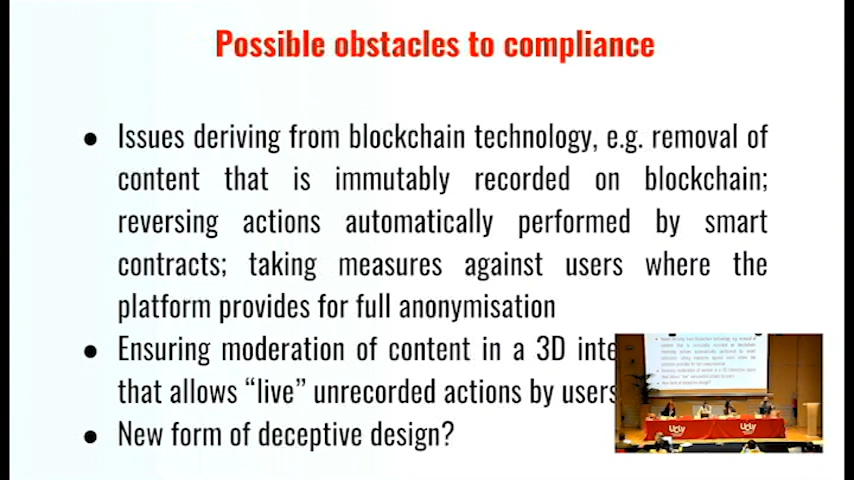 Possible obstacles to compliance
● Issues deriving from blockchain technology, e.g. removal of
content that is immutably recorded on blockchain;
reversing actions automatically performed by smart
contracts; taking measures against users where the
platform provides for full anonymisation
● Ensuring moderation of content in a 3D inte
that allows “live” unrecorded actions by users
● New form of deceptive design?